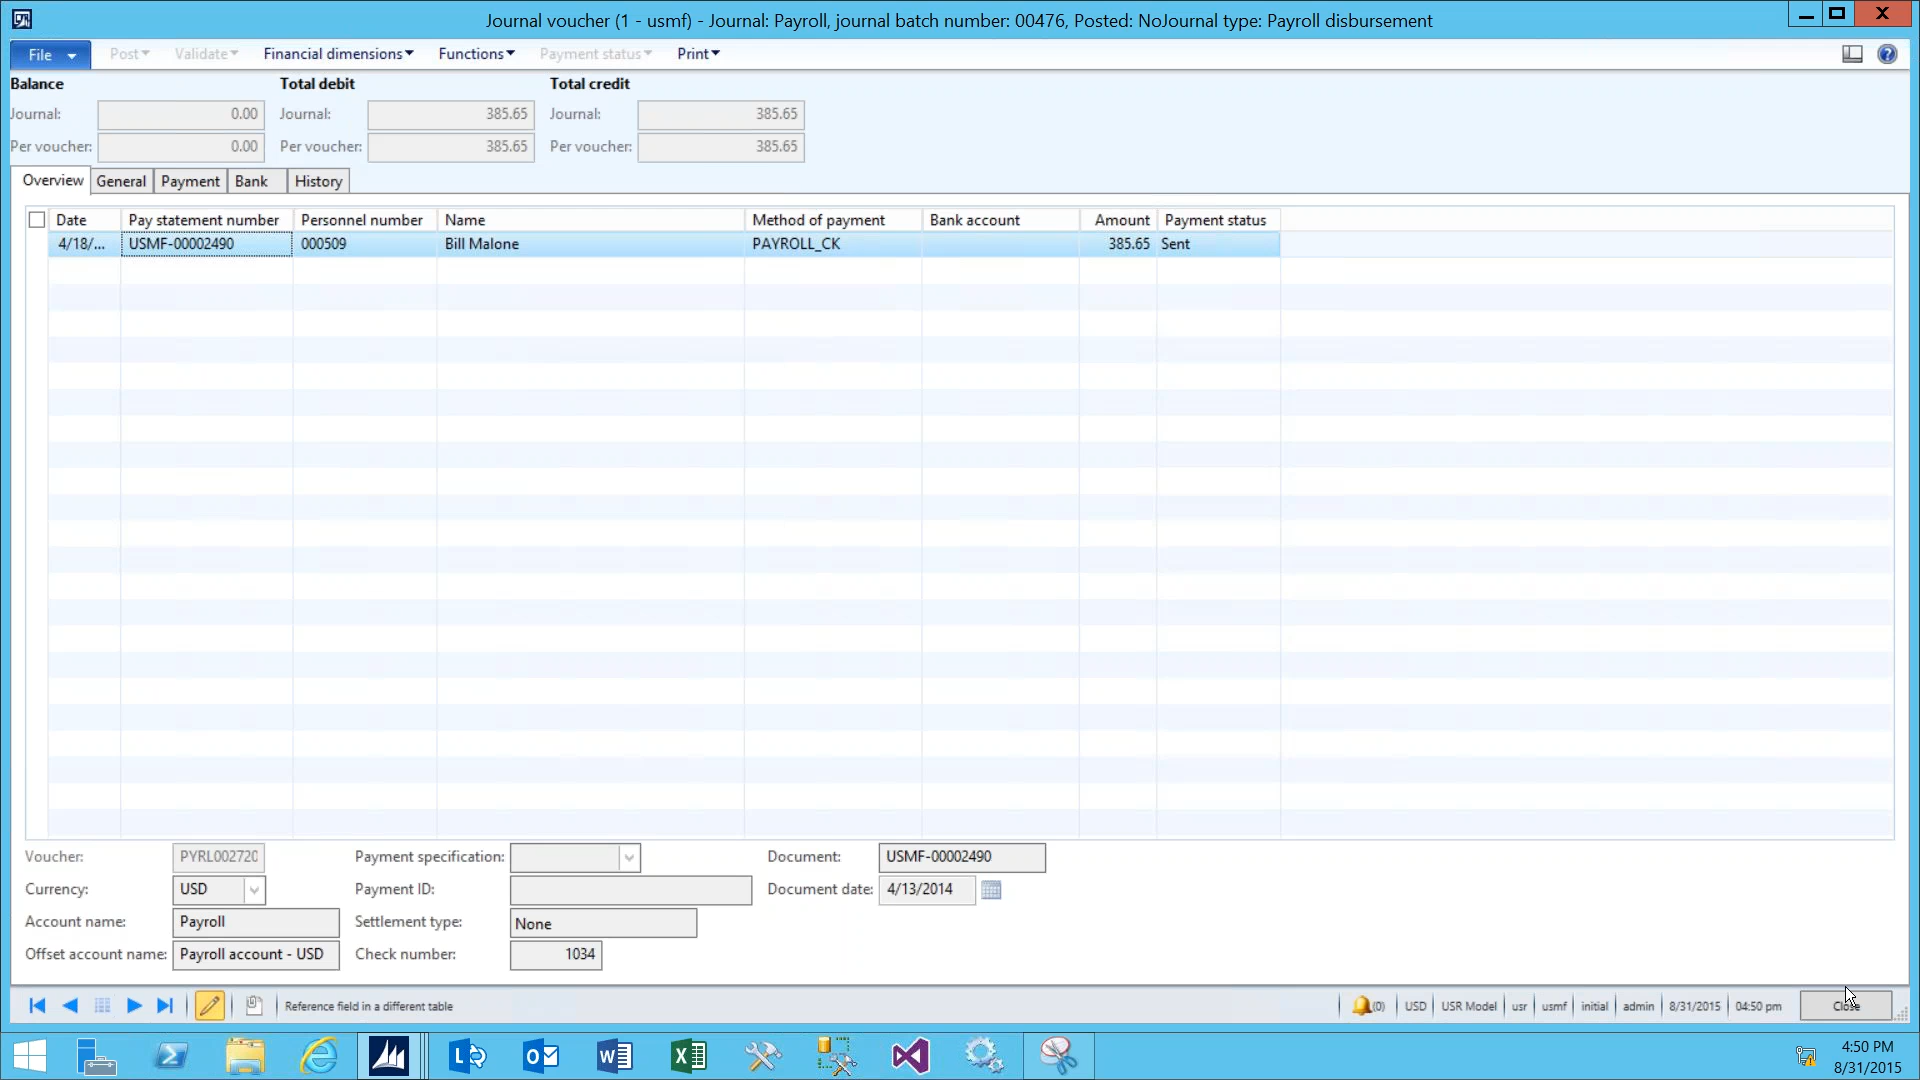 Journal voucher (1 - usmf) - Journal: Payroll, journal batch number: 00476, Posted: NoJournal type: Payroll disbursement
File Post Validate Financial dimensions Functions Payment status Print
Balance Total debit Total credit
Journal: 0.00 Journal: 385.65 Journal: 385.65
Per voucher: 0.00 Per voucher: 385.65 Per voucher: 385.65
Overview General Payment Bank History
Date Pay statement number Personnel number Name Method of payment Bank account Amount Payment status
4/18/... USMF-00002490 000509 Bill Malone PAYROLL_CK 385.65 Sent
Voucher: PYRL002720 Payment specification: Document: USMF-00002490
Currency: USD Payment ID: Document date: 4/13/2014
Account name: Payroll Settlement type: None
Offset account name: Payroll account - USD Check number: 1034
Reference field in a different table (0) USD USR Model usr usmf initial admin 8/31/2015 04:50 pm Close
4:50 PM
8/31/2015